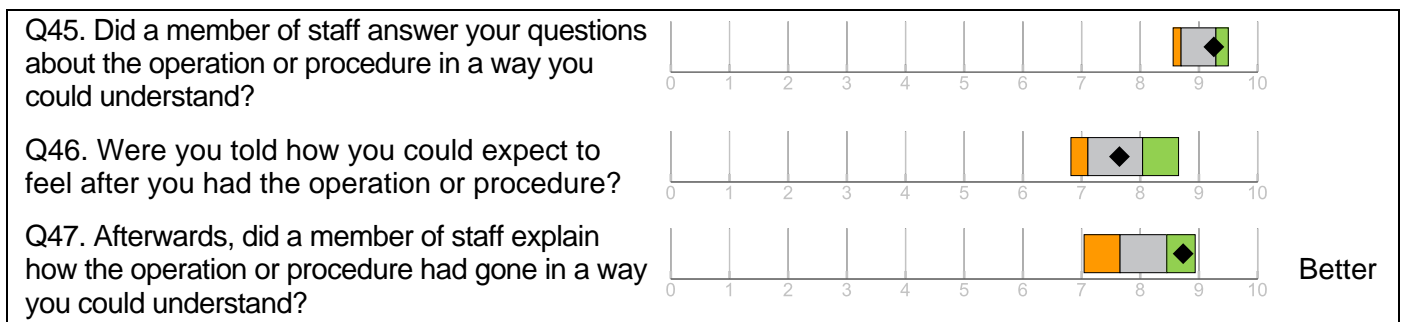 Q45. Did a member of staff answer your questions
about the operation or procedure in a way you
could understand?
0 1 2 3 4 5 6 7 8 9 10
Q46. Were you told how you could expect to
feel after you had the operation or procedure?
0 1 2 3 4 5 6 7 8 9 10
Q47. Afterwards, did a member of staff explain
how the operation or procedure had gone in a way
you could understand?
0 1 2 3 4 5 6 7 8 9 10
Better